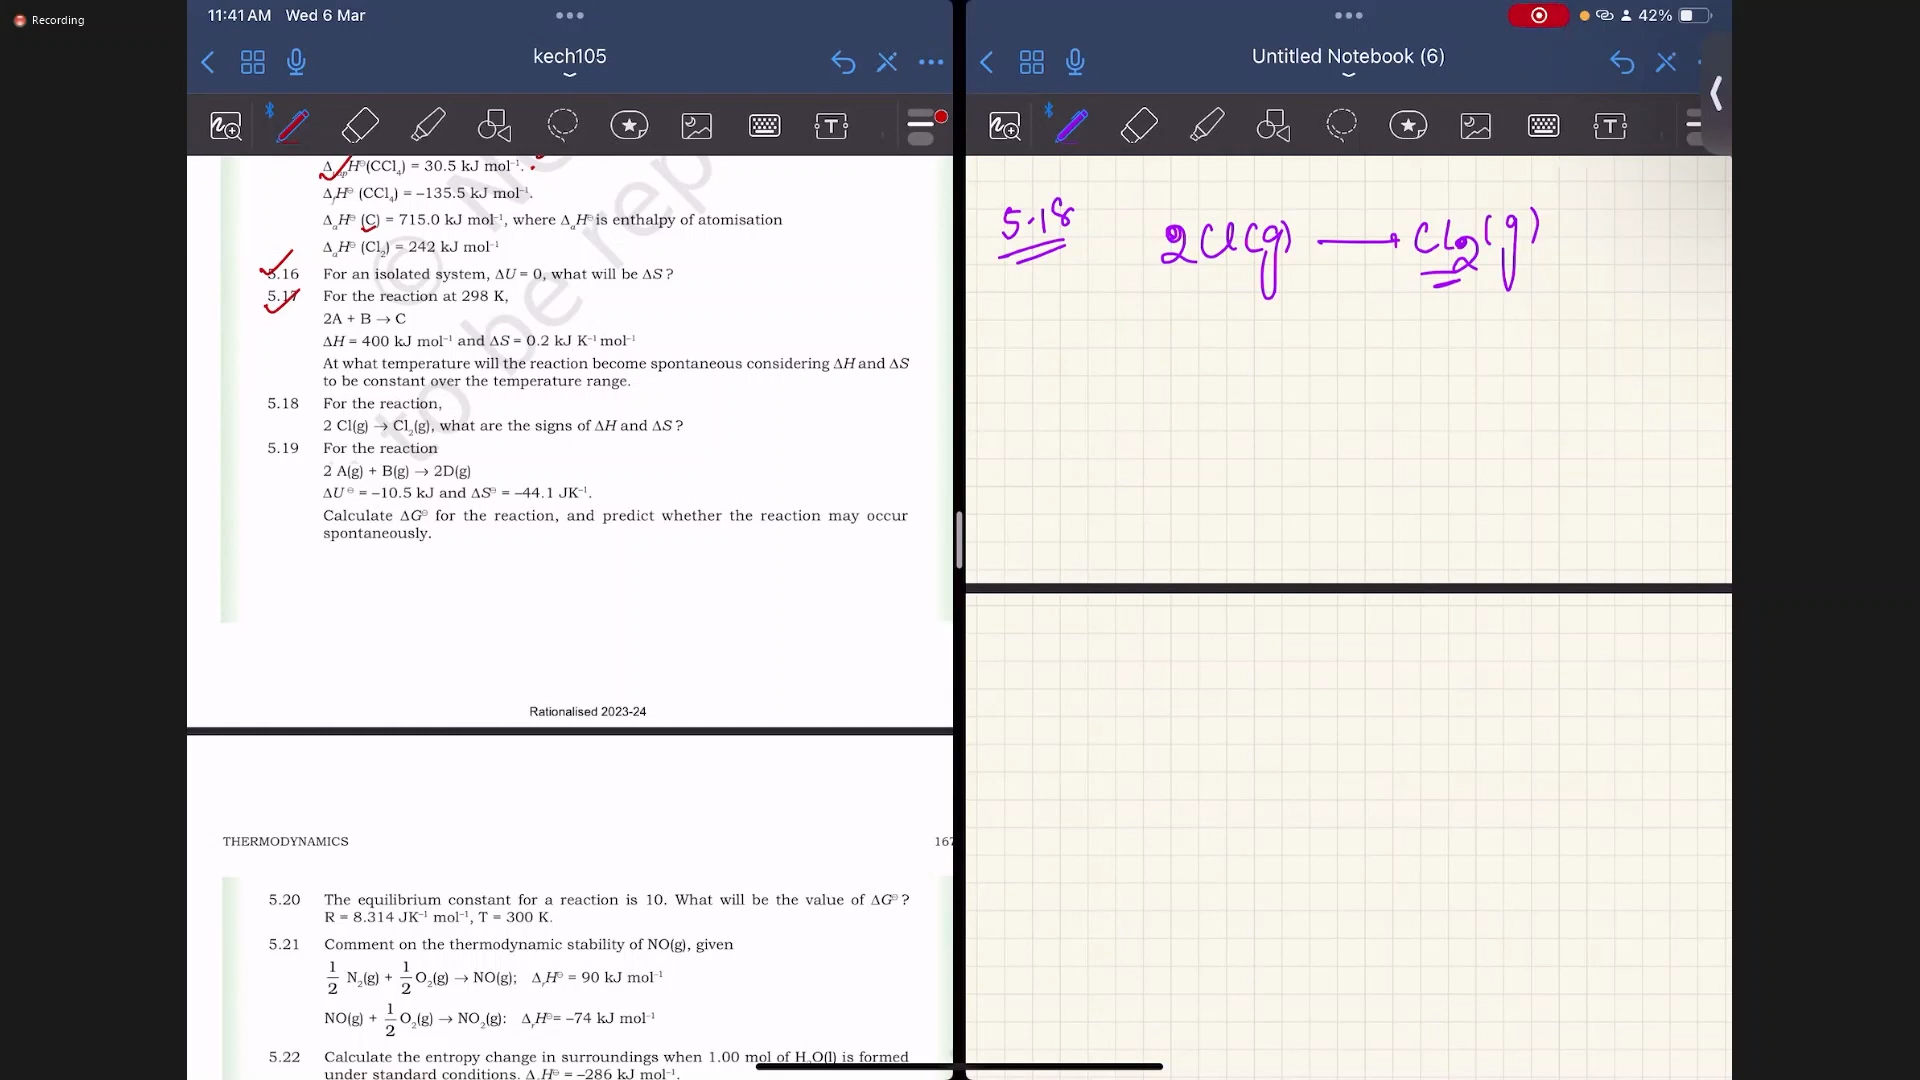 Recording
11:41 AM Wed 6 Mar
42%
kech105
Untitled Notebook (6)
H⊖(CCl₄) = 30.5 kJ mol⁻¹.
Δ_fH⊖ (CCl₄) = –135.5 kJ mol⁻¹.
Δ_aH⊖ (C) = 715.0 kJ mol⁻¹, where Δ_aH⊖ is enthalpy of atomisation
Δ_aH⊖ (Cl₂) = 242 kJ mol⁻¹
5.16 For an isolated system, ΔU = 0, what will be ΔS ?
5.17 For the reaction at 298 K,
2A + B → C
ΔH = 400 kJ mol⁻¹ and ΔS = 0.2 kJ K⁻¹ mol⁻¹
At what temperature will the reaction become spontaneous considering ΔH and ΔS
to be constant over the temperature range.
5.18 For the reaction,
2 Cl(g) → Cl₂(g), what are the signs of ΔH and ΔS ?
5.19 For the reaction
2 A(g) + B(g) → 2D(g)
ΔU⊖ = –10.5 kJ and ΔS⊖ = –44.1 JK⁻¹.
Calculate ΔG⊖ for the reaction, and predict whether the reaction may occur
spontaneously.
Rationalised 2023-24
THERMODYNAMICS 167
5.20 The equilibrium constant for a reaction is 10. What will be the value of ΔG⊖ ?
R = 8.314 JK⁻¹ mol⁻¹, T = 300 K.
5.21 Comment on the thermodynamic stability of NO(g), given
1/2 N₂(g) + 1/2 O₂(g) → NO(g); Δ_rH⊖ = 90 kJ mol⁻¹
NO(g) + 1/2 O₂(g) → NO₂(g): Δ_rH⊖= –74 kJ mol⁻¹
5.22 Calculate the entropy change in surroundings when 1.00 mol of H₂O(l) is formed
under standard conditions. Δ H⊖ = –286 kJ mol⁻¹.
5.18 2Cl(g) → Cl₂(g)
to be rep